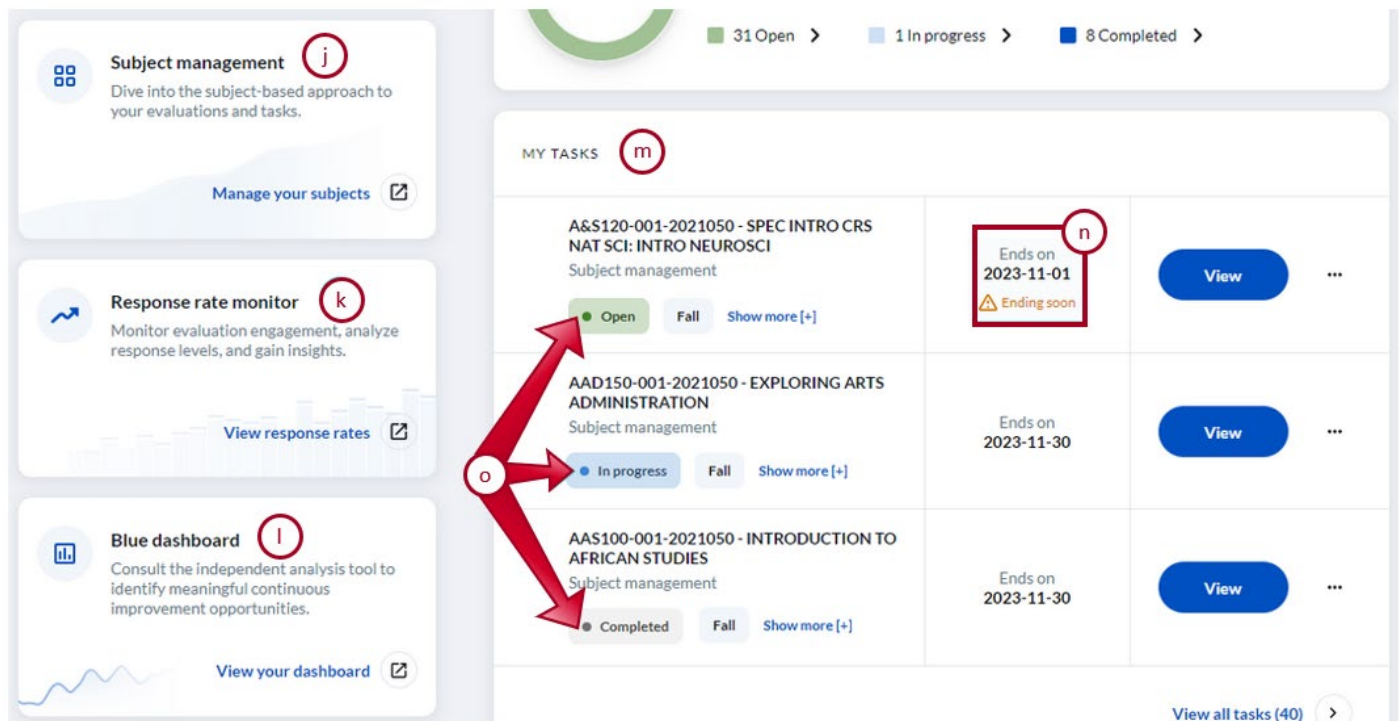 Subject management
j
Dive into the subject-based approach to
your evaluations and tasks.
Manage your subjects
Response rate monitor
k
Monitor evaluation engagement, analyze
response levels, and gain insights.
View response rates
Blue dashboard
l
Consult the independent analysis tool to
identify meaningful continuous
improvement opportunities.
View your dashboard
31 Open
1 In progress
8 Completed
MY TASKS
m
A&S120-001-2021050 - SPEC INTRO CRS
NAT SCI: INTRO NEUROSCI
Subject management
Open Fall Show more [+]
n
Ends on
2023-11-01
Ending soon
View
AAD150-001-2021050 - EXPLORING ARTS
ADMINISTRATION
Subject management
o
In progress Fall Show more [+]
Ends on
2023-11-30
View
AAS100-001-2021050 - INTRODUCTION TO
AFRICAN STUDIES
Subject management
Completed Fall Show more [+]
Ends on
2023-11-30
View
View all tasks (40)